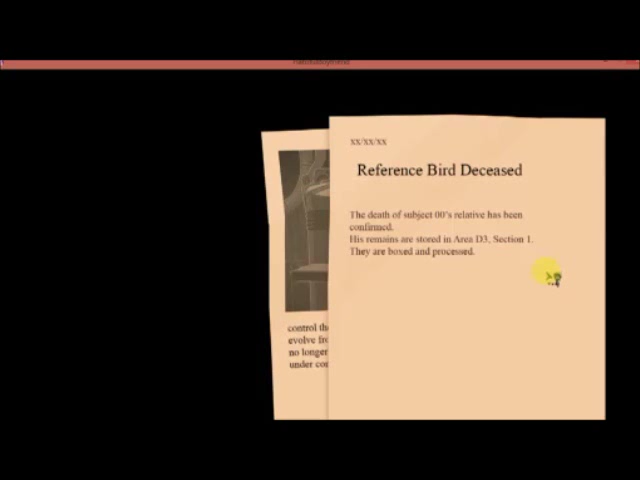 xx/xx/xx
Reference Bird Deceased
The death of subject 00's relative has been
confirmed.
His remains are stored in Area D3, Section 1.
They are boxed and processed.
control th
evolve fro
no longer
under con